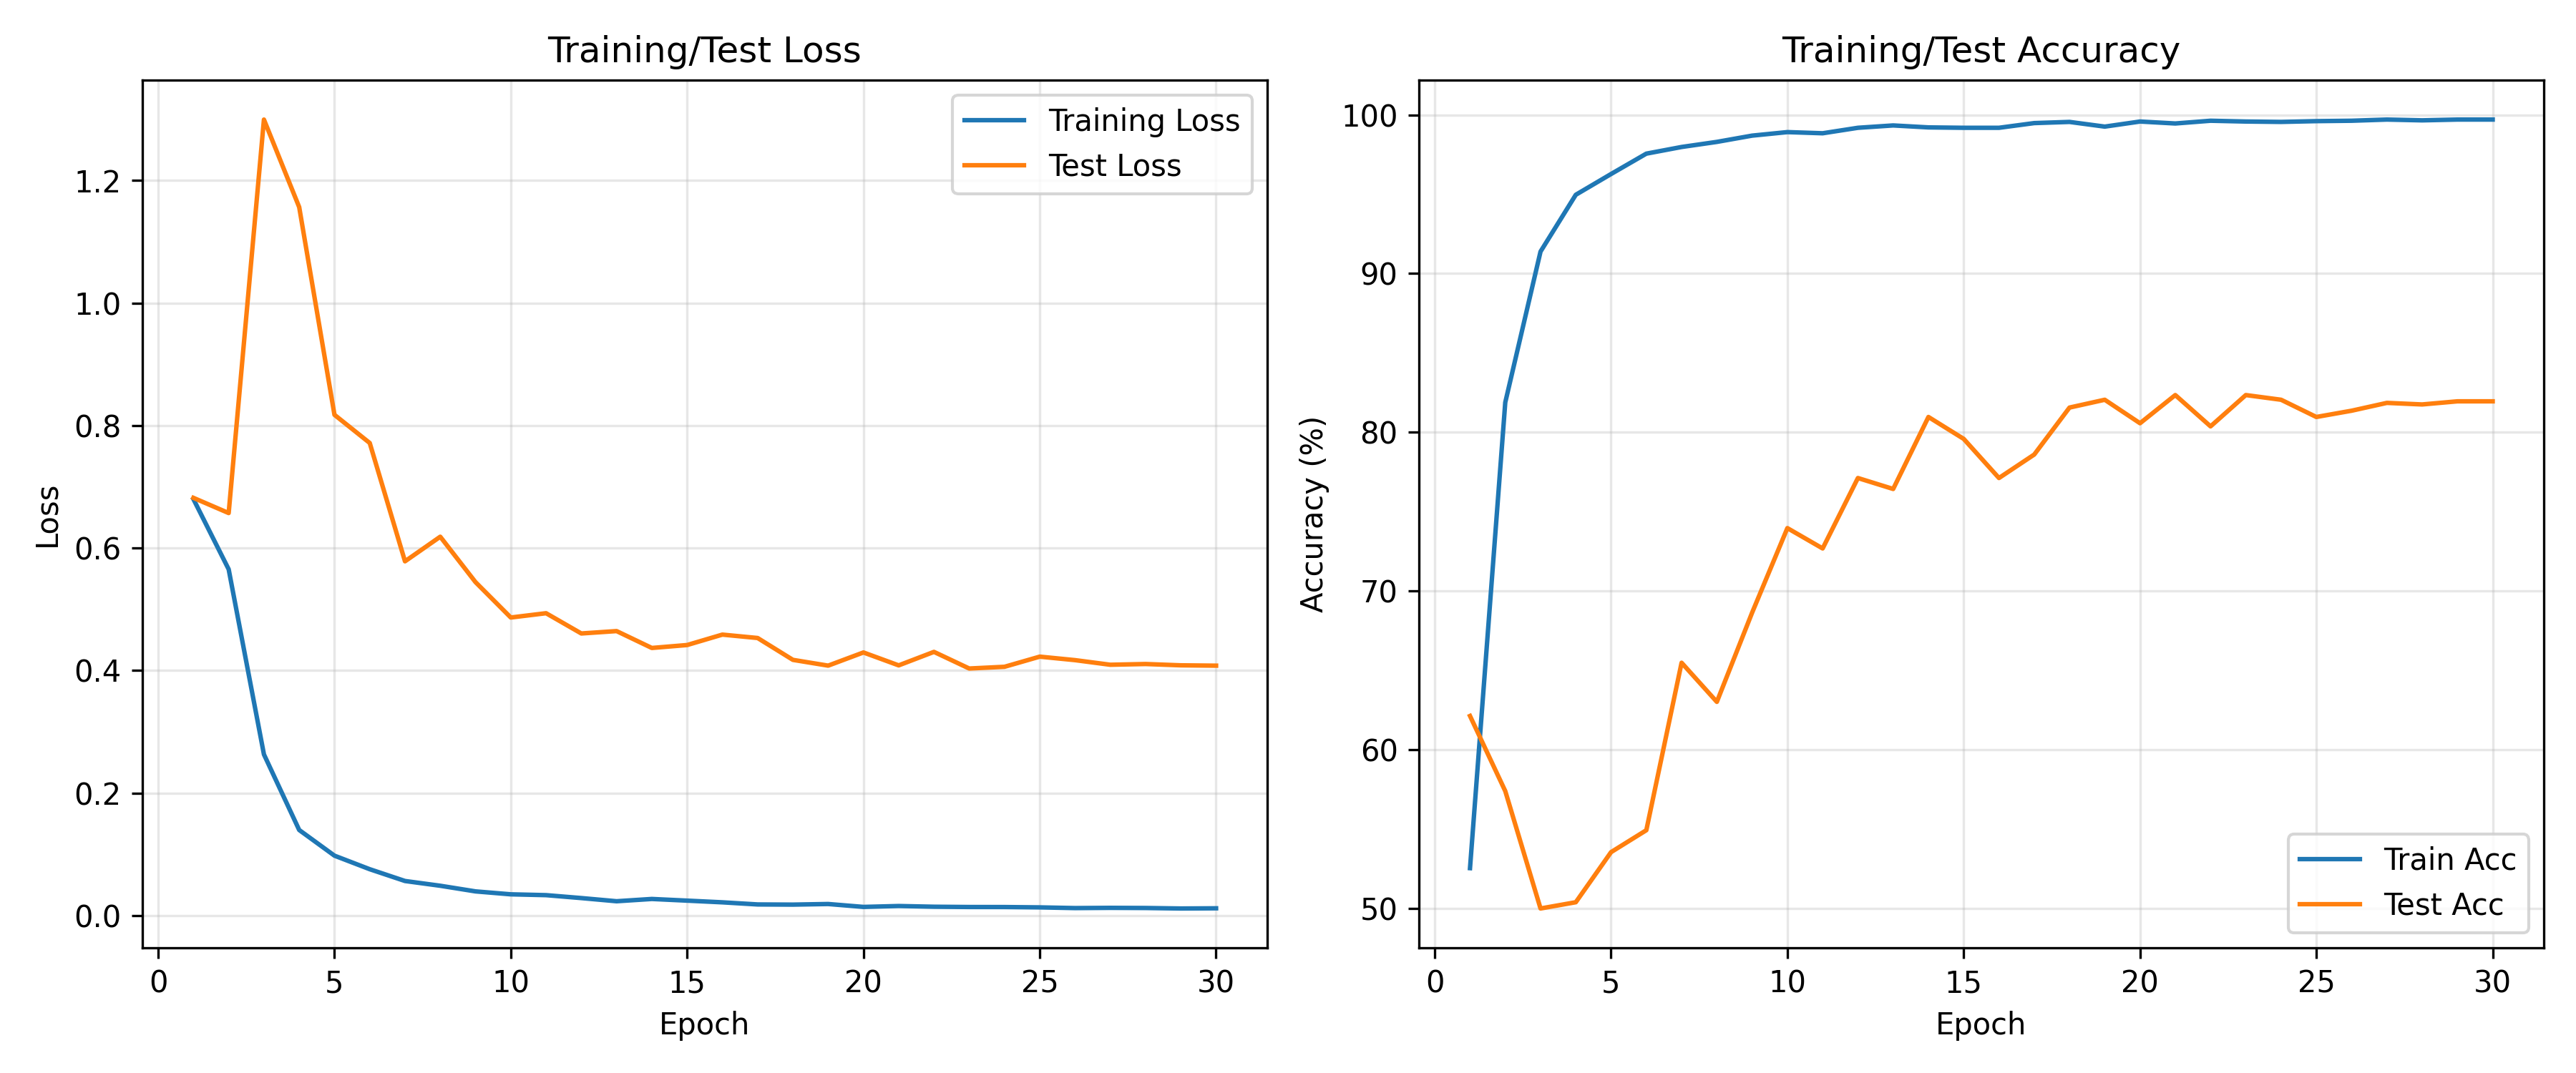 Training/Test Loss
Training Loss
Test Loss
1.2
1.0
0.8
0.6
0.4
0.2
0.0
Loss
0 5 10 15 20 25 30
Epoch
Training/Test Accuracy
100
90
80
70
60
50
Accuracy (%)
Train Acc
Test Acc
0 5 10 15 20 25 30
Epoch